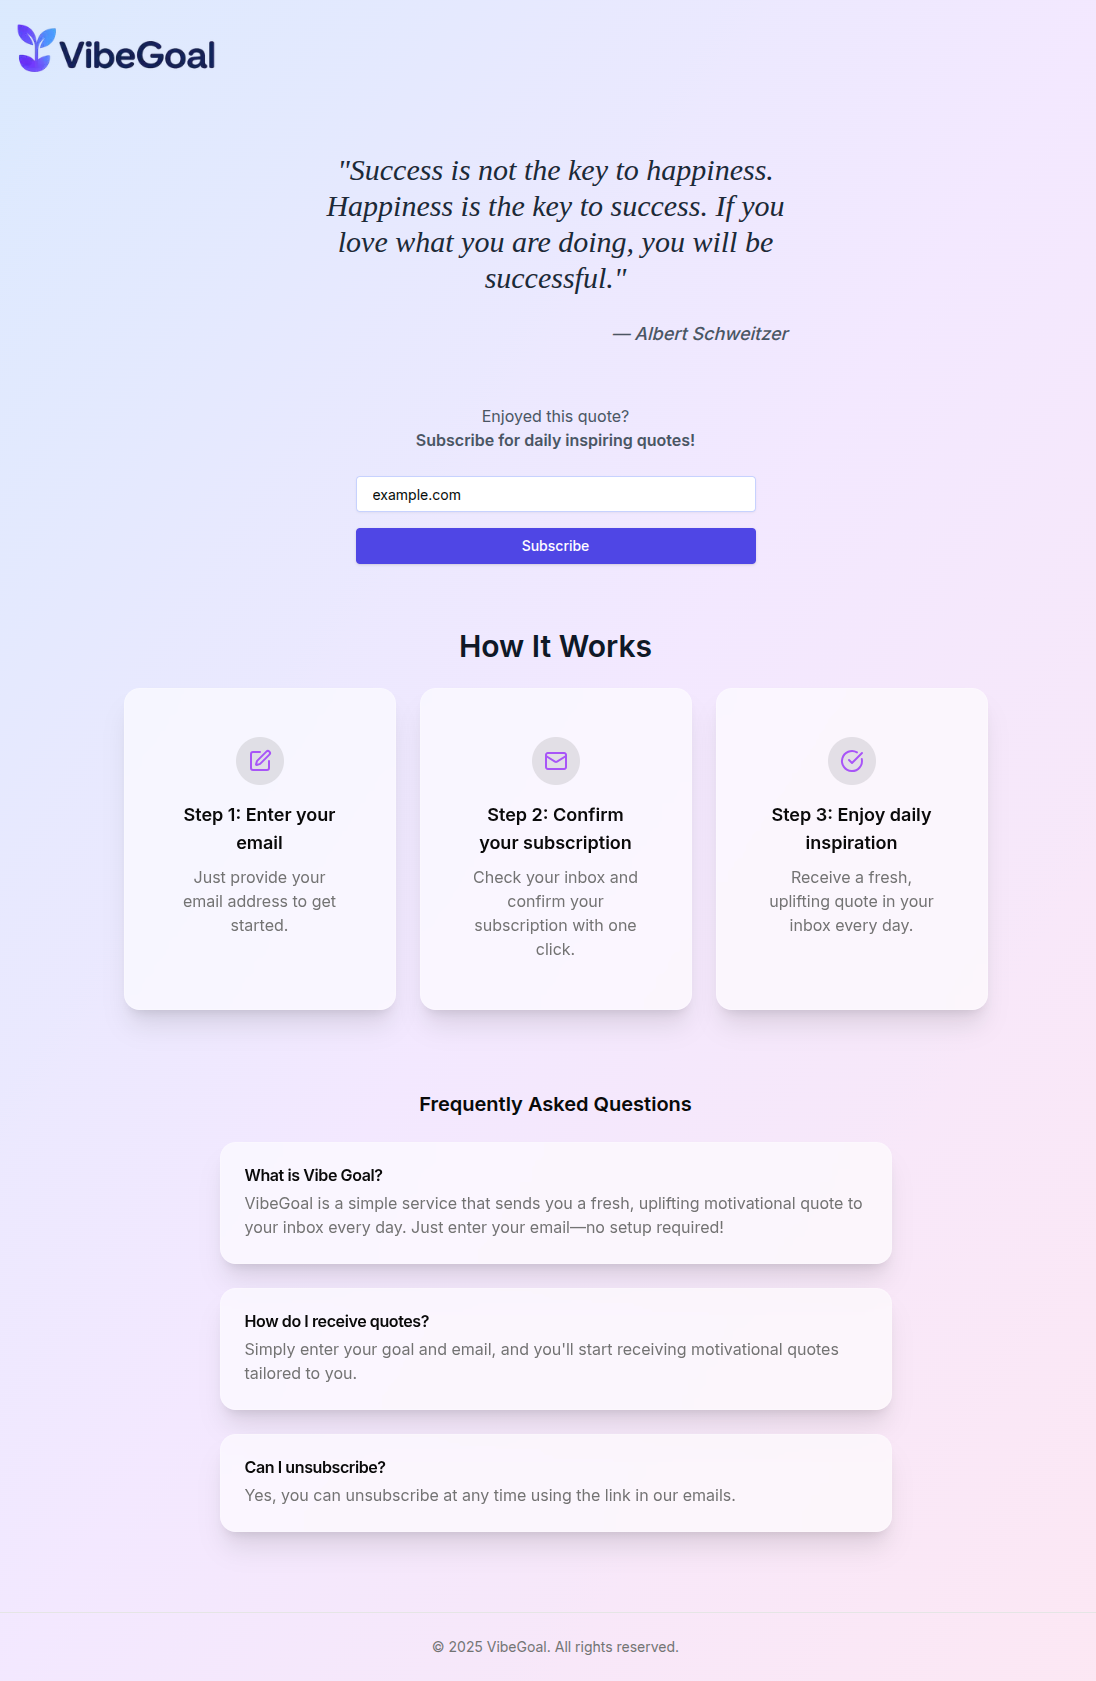 VibeGoal
"Success is not the key to happiness.
Happiness is the key to success. If you
love what you are doing, you will be
successful."
— Albert Schweitzer
Enjoyed this quote?
Subscribe for daily inspiring quotes!
example.com
Subscribe
How It Works
Step 1: Enter your
email
Just provide your
email address to get
started.
Step 2: Confirm
your subscription
Check your inbox and
confirm your
subscription with one
click.
Step 3: Enjoy daily
inspiration
Receive a fresh,
uplifting quote in your
inbox every day.
Frequently Asked Questions
What is Vibe Goal?
VibeGoal is a simple service that sends you a fresh, uplifting motivational quote to
your inbox every day. Just enter your email—no setup required!
How do I receive quotes?
Simply enter your goal and email, and you'll start receiving motivational quotes
tailored to you.
Can I unsubscribe?
Yes, you can unsubscribe at any time using the link in our emails.
© 2025 VibeGoal. All rights reserved.